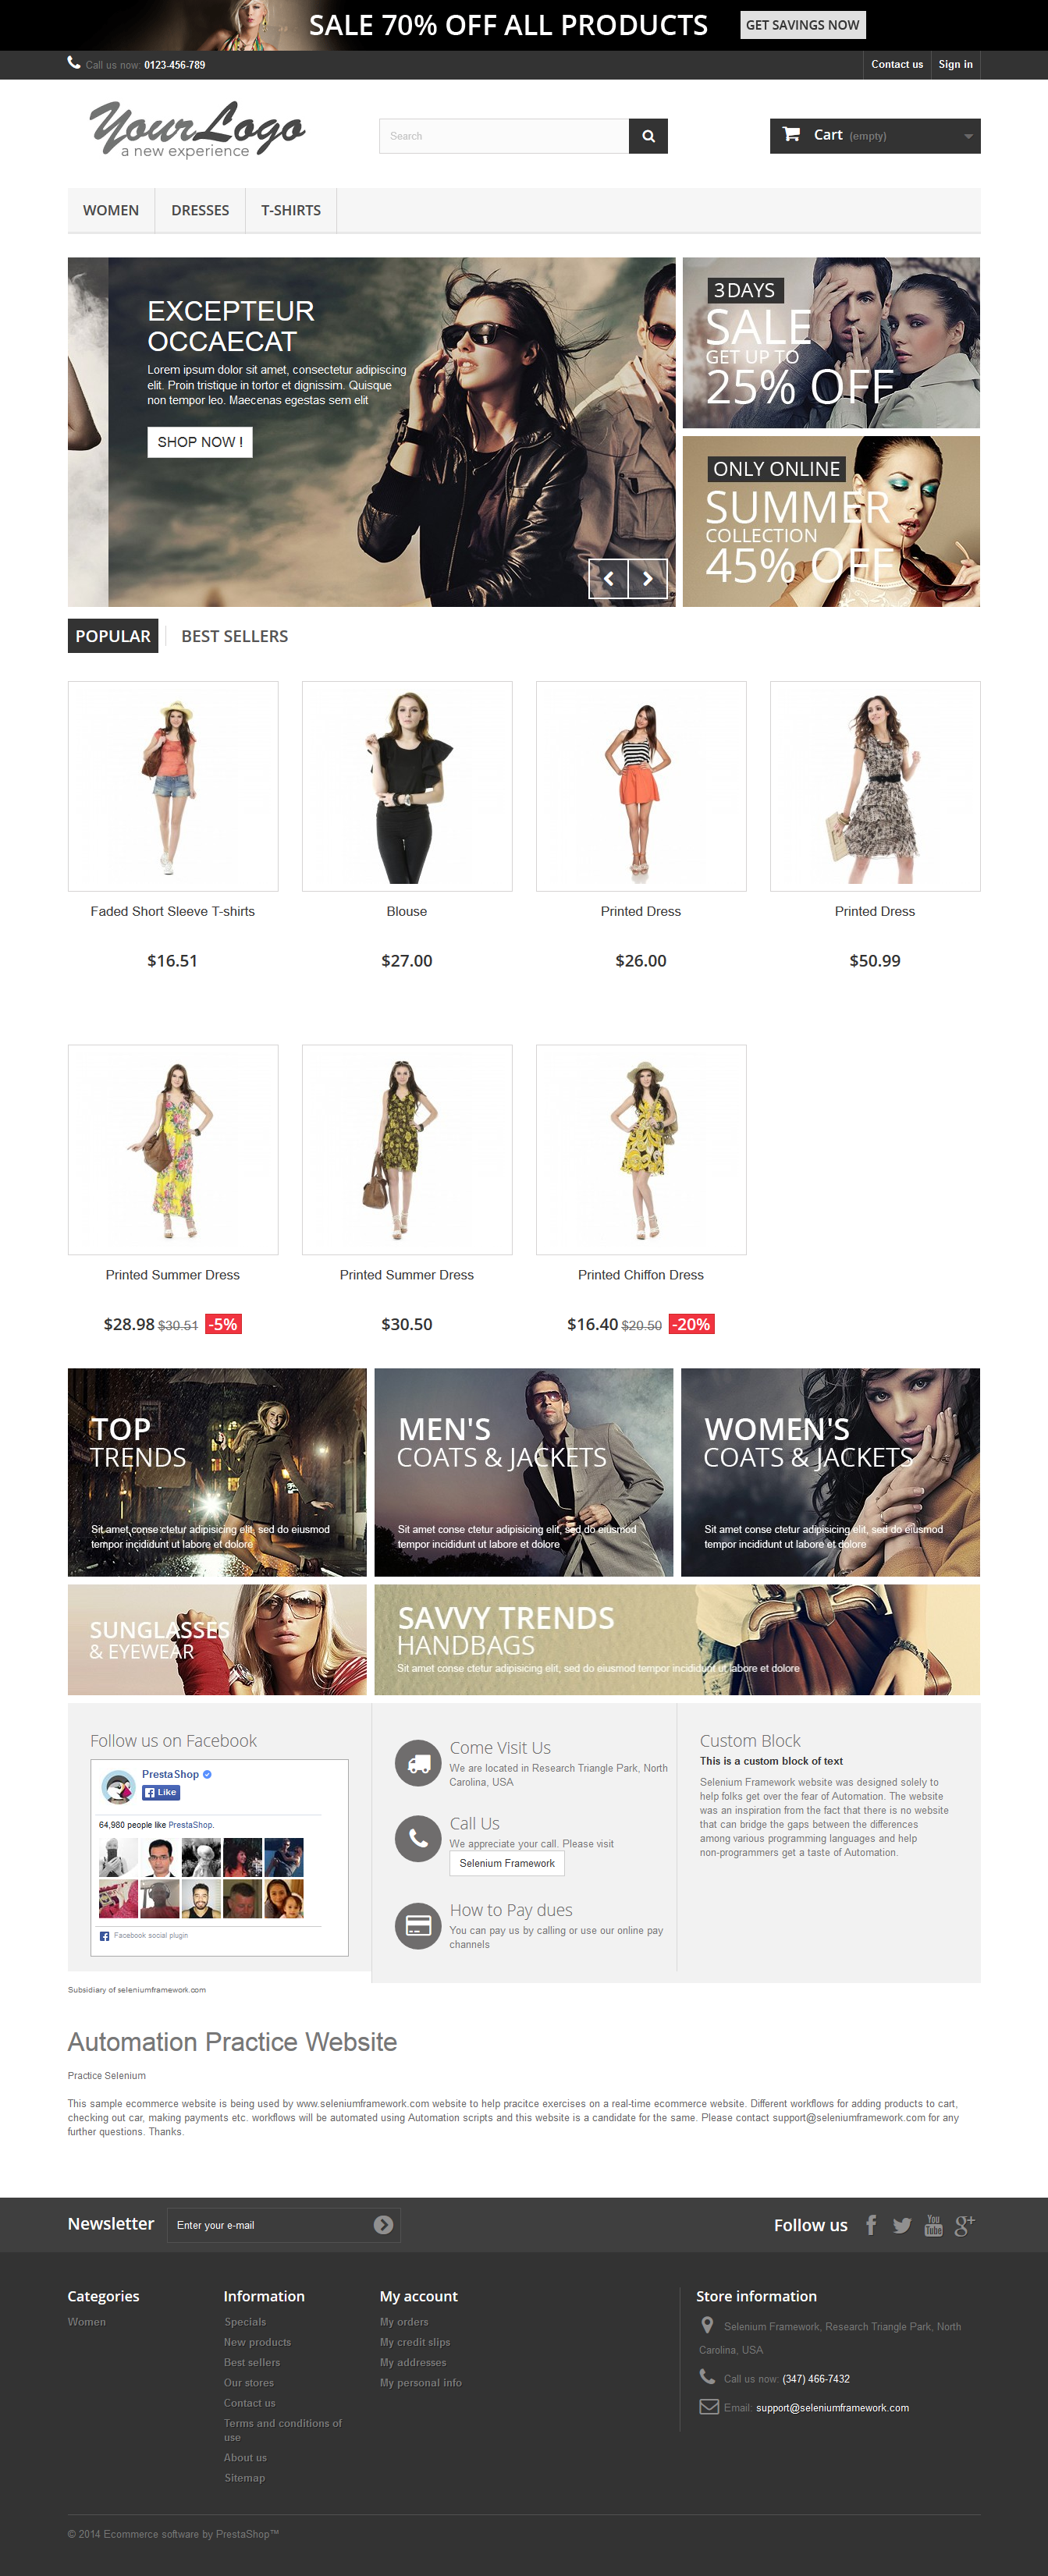 SALE 70% OFF ALL PRODUCTS
GET SAVINGS NOW
Call us now: 0123-456-789
Contact us
Sign in
YourLogo
a new experience
Search
Cart (empty)
WOMEN
DRESSES
T-SHIRTS
EXCEPTEUR
OCCAECAT
Lorem ipsum dolor sit amet, consectetur adipiscing
elit. Proin tristique in tortor et dignissim. Quisque
non tempor leo. Maecenas egestas sem elit
SHOP NOW !
3 DAYS
SALE
GET UP TO
25% OFF
ONLY ONLINE
SUMMER
COLLECTION
45% OFF
POPULAR
BEST SELLERS
Faded Short Sleeve T-shirts
$16.51
Blouse
$27.00
Printed Dress
$26.00
Printed Dress
$50.99
Printed Summer Dress
$28.98 $30.51 -5%
Printed Summer Dress
$30.50
Printed Chiffon Dress
$16.40 $20.50 -20%
TOP
TRENDS
Sit amet conse ctetur adipisicing elit, sed do eiusmod
tempor incididunt ut labore et dolore
MEN'S
COATS & JACKETS
Sit amet conse ctetur adipisicing elit, sed do eiusmod
tempor incididunt ut labore et dolore
WOMEN'S
COATS & JACKETS
Sit amet conse ctetur adipisicing elit, sed do eiusmod
tempor incididunt ut labore et dolore
SUNGLASSES
& EYEWEAR
SAVVY TRENDS
HANDBAGS
Sit amet conse ctetur adipisicing elit, sed do eiusmod tempor incididunt ut labore et dolore
Follow us on Facebook
PrestaShop
Like
64,980 people like PrestaShop.
Facebook social plugin
Come Visit Us
We are located in Research Triangle Park, North
Carolina, USA
Call Us
We appreciate your call. Please visit
Selenium Framework
How to Pay dues
You can pay us by calling or use our online pay
channels
Custom Block
This is a custom block of text
Selenium Framework website was designed solely to
help folks get over the fear of Automation. The website
was an inspiration from the fact that there is no website
that can bridge the gaps between the differences
among various programming languages and help
non-programmers get a taste of Automation.
Subsidiary of seleniumframework.com
Automation Practice Website
Practice Selenium
This sample ecommerce website is being used by www.seleniumframework.com website to help pracitce exercises on a real-time ecommerce website. Different workflows for adding products to cart,
checking out car, making payments etc. workflows will be automated using Automation scripts and this website is a candidate for the same. Please contact support@seleniumframework.com for any
further questions. Thanks.
Newsletter
Enter your e-mail
Follow us
You
Tube
Categories
Women
Information
Specials
New products
Best sellers
Our stores
Contact us
Terms and conditions of
use
About us
Sitemap
My account
My orders
My credit slips
My addresses
My personal info
Store information
Selenium Framework, Research Triangle Park, North
Carolina, USA
Call us now: (347) 466-7432
Email: support@seleniumframework.com
© 2014 Ecommerce software by PrestaShop™